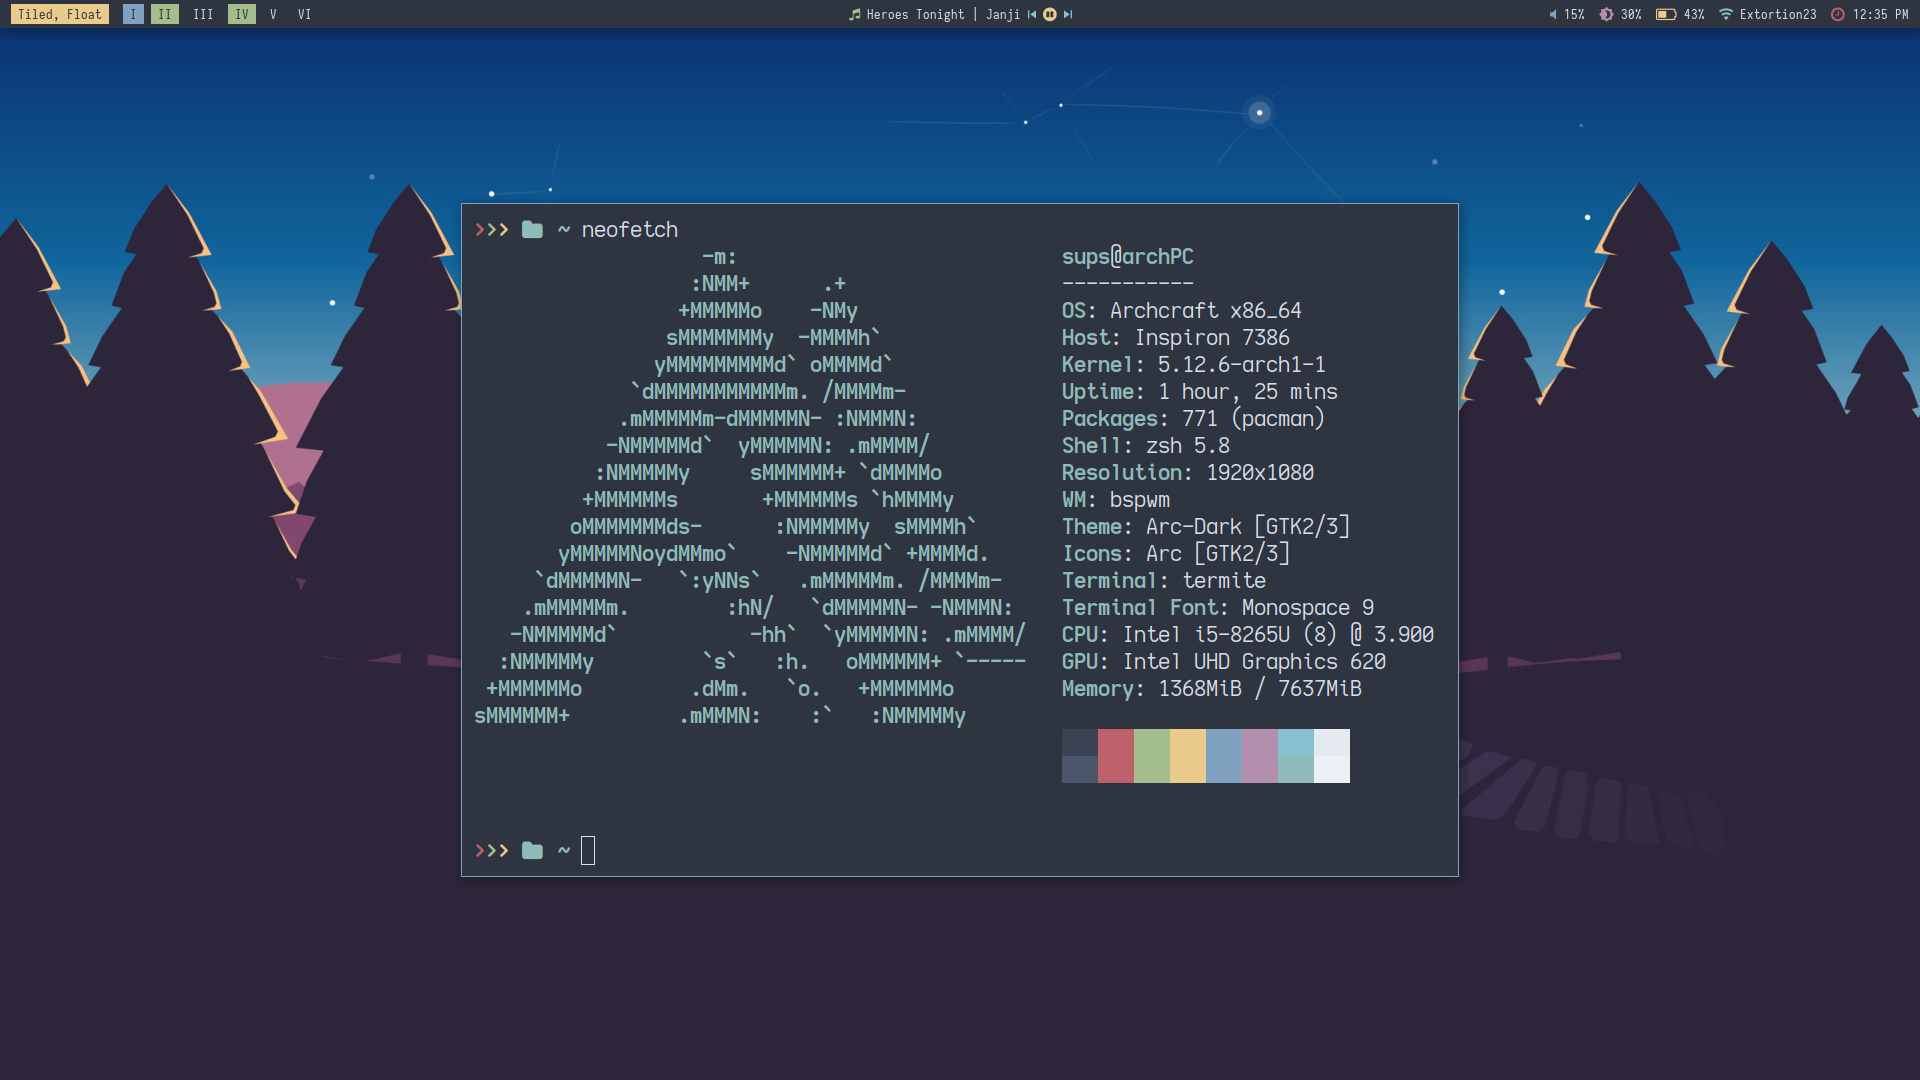 Tiled, Float I II III IV V VI Heroes Tonight | Janji 15% 30% 43% Extortion23 12:35 PM
>>> ~ neofetch
-m: sups@archPC
:NMM+ .+ -----------
+MMMMMo -NMy OS: Archcraft x86_64
sMMMMMMMy -MMMMh` Host: Inspiron 7386
yMMMMMMMMMd` oMMMMd` Kernel: 5.12.6-arch1-1
`dMMMMMMMMMMMm. /MMMMm- Uptime: 1 hour, 25 mins
.mMMMMMm-dMMMMMN- :NMMMN: Packages: 771 (pacman)
-NMMMMMd` yMMMMMN: .mMMMM/ Shell: zsh 5.8
:NMMMMMy sMMMMMM+ `dMMMMo Resolution: 1920x1080
+MMMMMMs +MMMMMMs `hMMMMy WM: bspwm
oMMMMMMMds- :NMMMMMy sMMMMh` Theme: Arc-Dark [GTK2/3]
yMMMMMNoydMMmo` -NMMMMMd` +MMMMd. Icons: Arc [GTK2/3]
`dMMMMMN- `:yNNs` .mMMMMMm. /MMMMm- Terminal: termite
.mMMMMMm. :hN/ `dMMMMMN- -NMMMN: Terminal Font: Monospace 9
-NMMMMMd` -hh` `yMMMMMN: .mMMMM/ CPU: Intel i5-8265U (8) @ 3.900
:NMMMMMy `s` :h. oMMMMMM+ `----- GPU: Intel UHD Graphics 620
+MMMMMMo .dMm. `o. +MMMMMMo Memory: 1368MiB / 7637MiB
sMMMMMM+ .mMMMN: :` :NMMMMMy
>>> ~